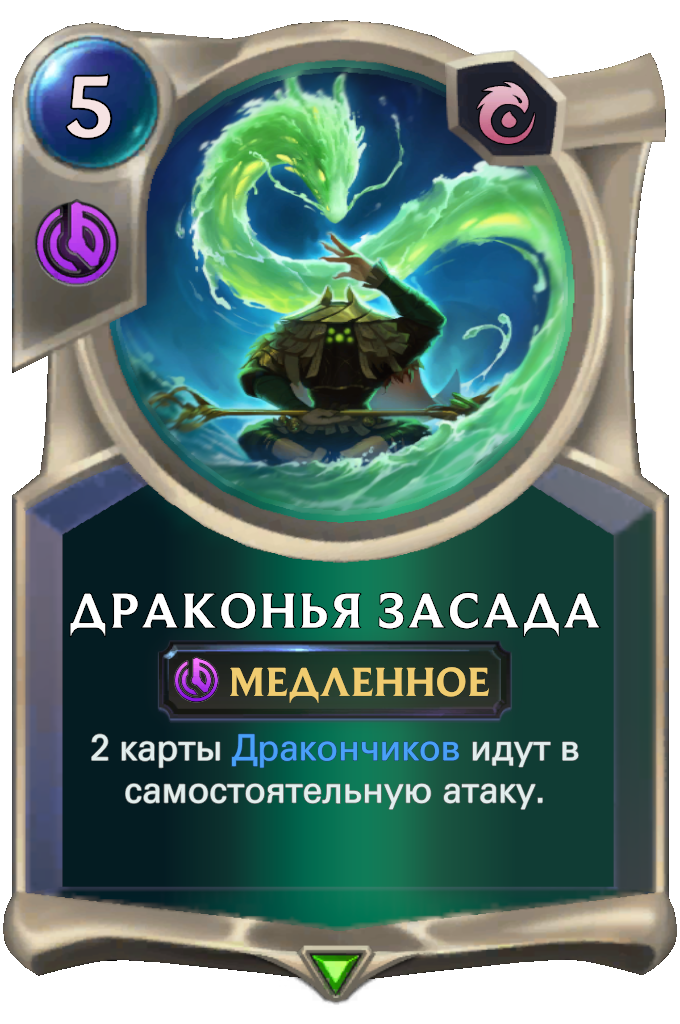 5
ДРАКОНЬЯ ЗАСАДА
МЕДЛЕННОЕ
2 карты Дракончиков идут в
самостоятельную атаку.